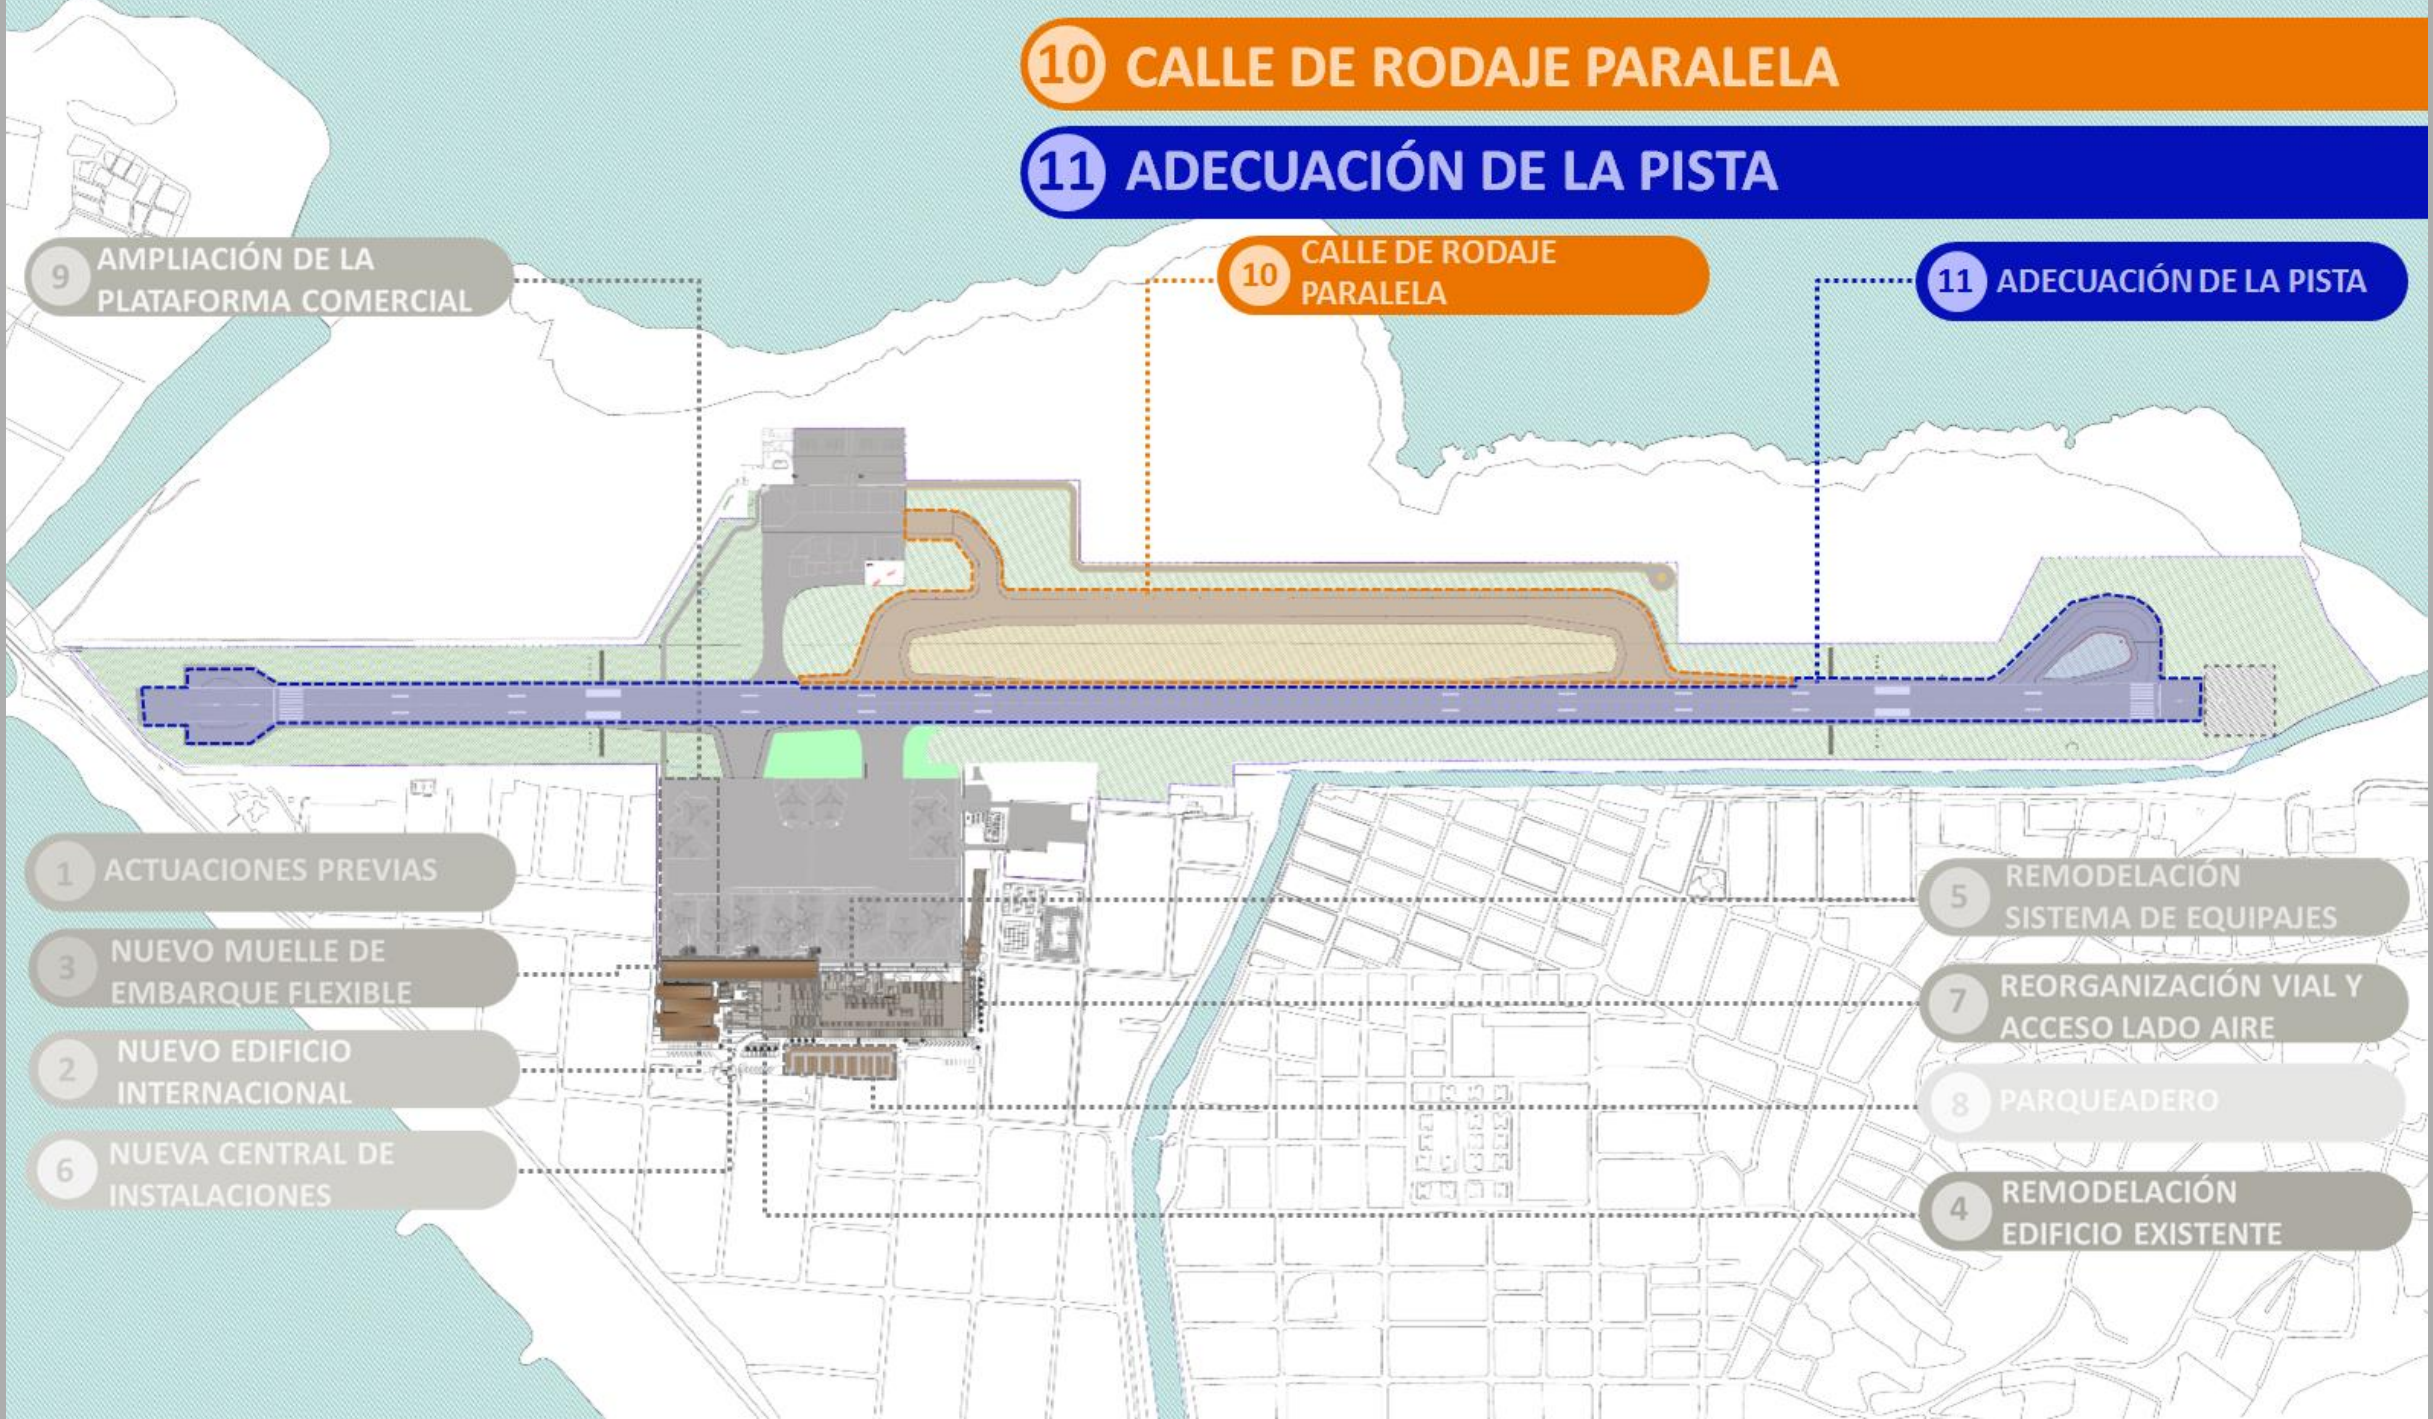 10 CALLE DE RODAJE PARALELA
11 ADECUACIÓN DE LA PISTA
9 AMPLIACIÓN DE LA
PLATAFORMA COMERCIAL
10 CALLE DE RODAJE
PARALELA
11 ADECUACIÓN DE LA PISTA
1 ACTUACIONES PREVIAS
3 NUEVO MUELLE DE
EMBARQUE FLEXIBLE
2 NUEVO EDIFICIO
INTERNACIONAL
6 NUEVA CENTRAL DE
INSTALACIONES
5 REMODELACIÓN
SISTEMA DE EQUIPAJES
7 REORGANIZACIÓN VIAL Y
ACCESO LADO AIRE
8 PARQUEADERO
4 REMODELACIÓN
EDIFICIO EXISTENTE